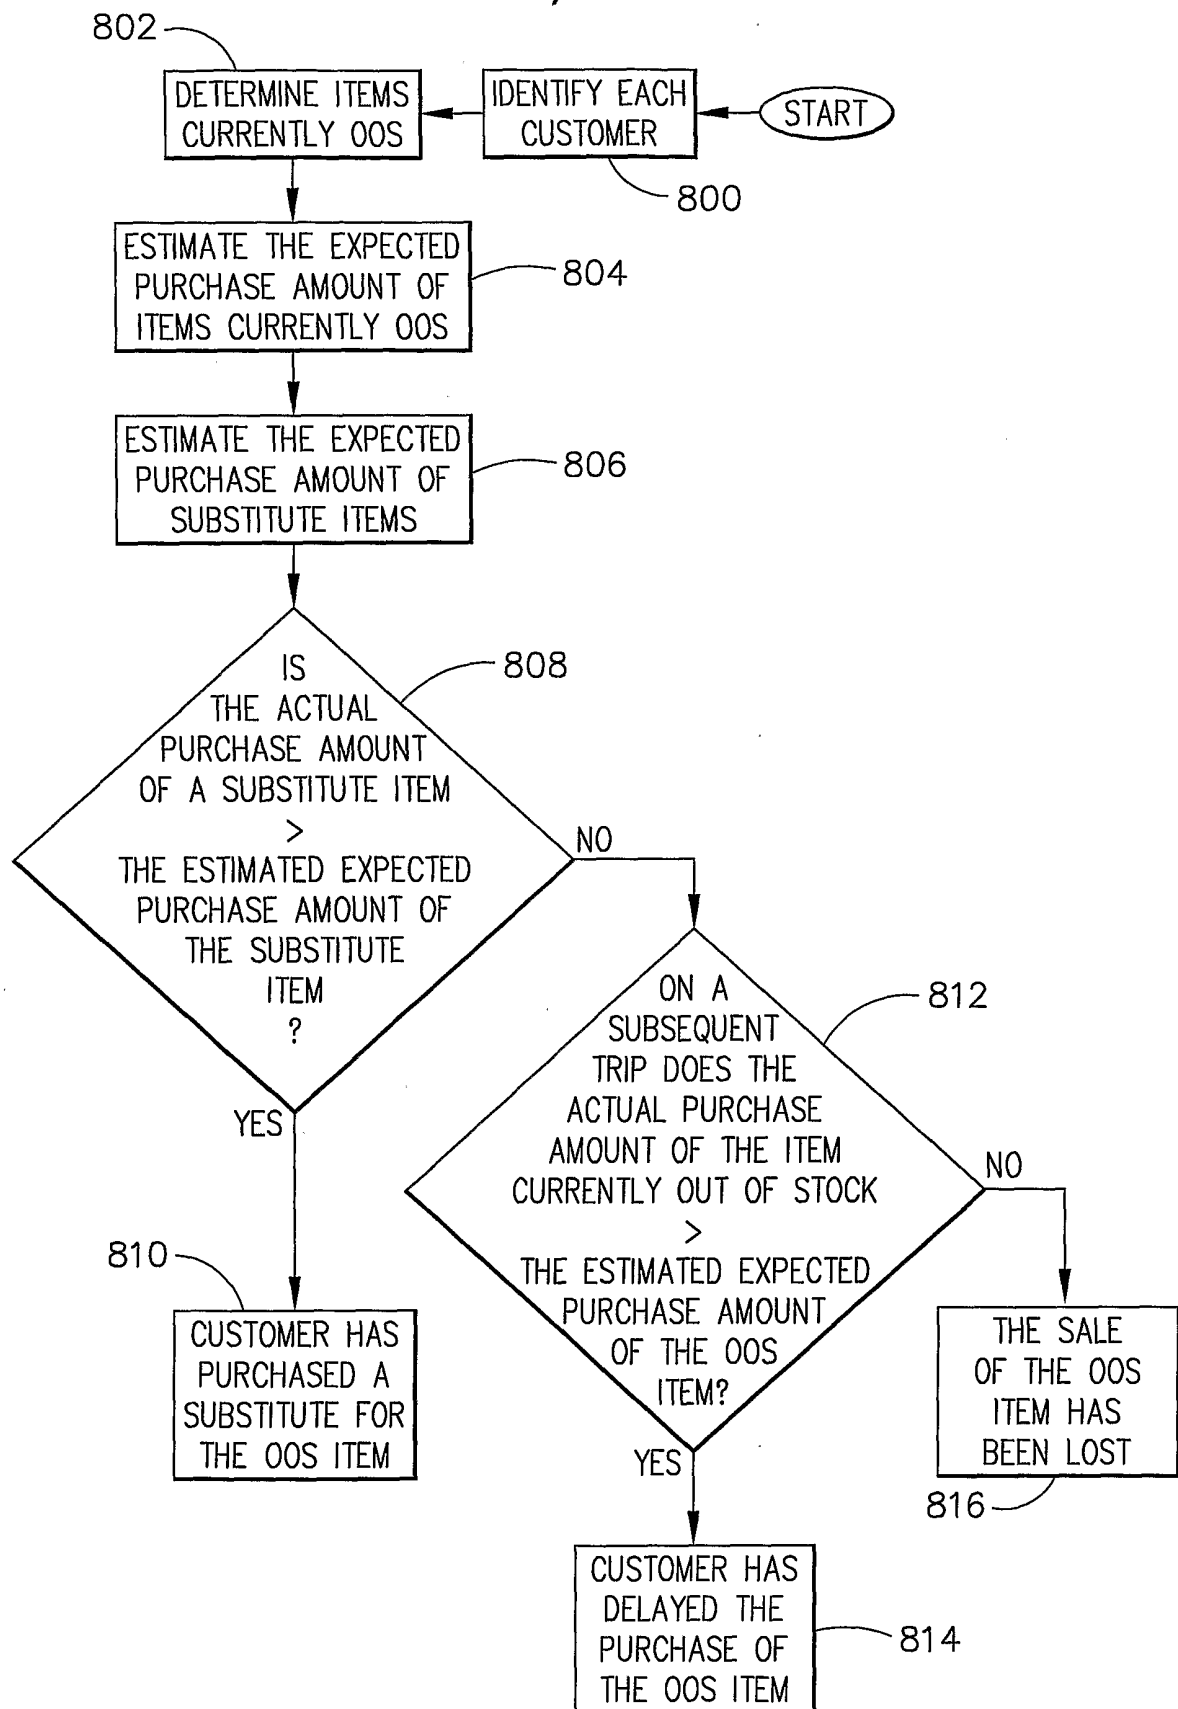 802
DETERMINE ITEMS
CURRENTLY OOS
IDENTIFY EACH
CUSTOMER
START
800
ESTIMATE THE EXPECTED
PURCHASE AMOUNT OF
ITEMS CURRENTLY OOS
804
ESTIMATE THE EXPECTED
PURCHASE AMOUNT OF
SUBSTITUTE ITEMS
806
IS
THE ACTUAL
PURCHASE AMOUNT
OF A SUBSTITUTE ITEM
>
THE ESTIMATED EXPECTED
PURCHASE AMOUNT OF
THE SUBSTITUTE
ITEM
?
808
NO
YES
ON A
SUBSEQUENT
TRIP DOES THE
ACTUAL PURCHASE
AMOUNT OF THE ITEM
CURRENTLY OUT OF STOCK
>
THE ESTIMATED EXPECTED
PURCHASE AMOUNT
OF THE OOS
ITEM?
812
NO
YES
810
CUSTOMER HAS
PURCHASED A
SUBSTITUTE FOR
THE OOS ITEM
THE SALE
OF THE OOS
ITEM HAS
BEEN LOST
816
CUSTOMER HAS
DELAYED THE
PURCHASE OF
THE OOS ITEM
814